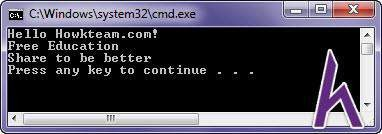 C:\Windows\system32\cmd.exe
Hello Howkteam.com!
Free Education
Share to be better
Press any key to continue . . .